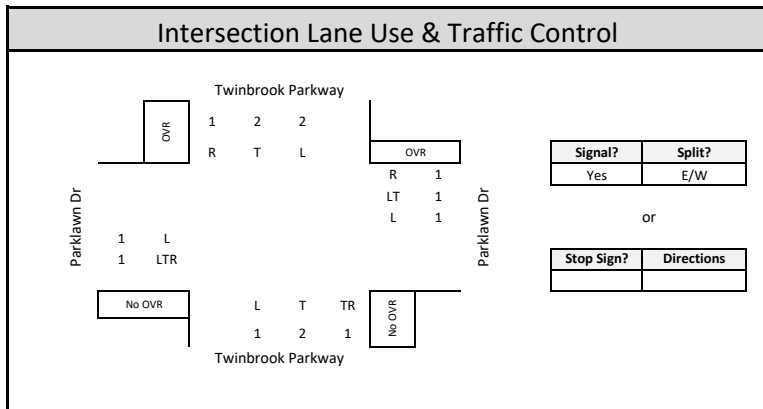 Intersection Lane Use & Traffic Control
Twinbrook Parkway
OVR
1 2 2
R T L
OVR
Signal? Split?
Yes E/W
or
Stop Sign? Directions
R 1
LT 1
L 1
Parklawn Dr
Parklawn Dr
1 L
1 LTR
No OVR
L T TR
1 2 1
No OVR
Twinbrook Parkway